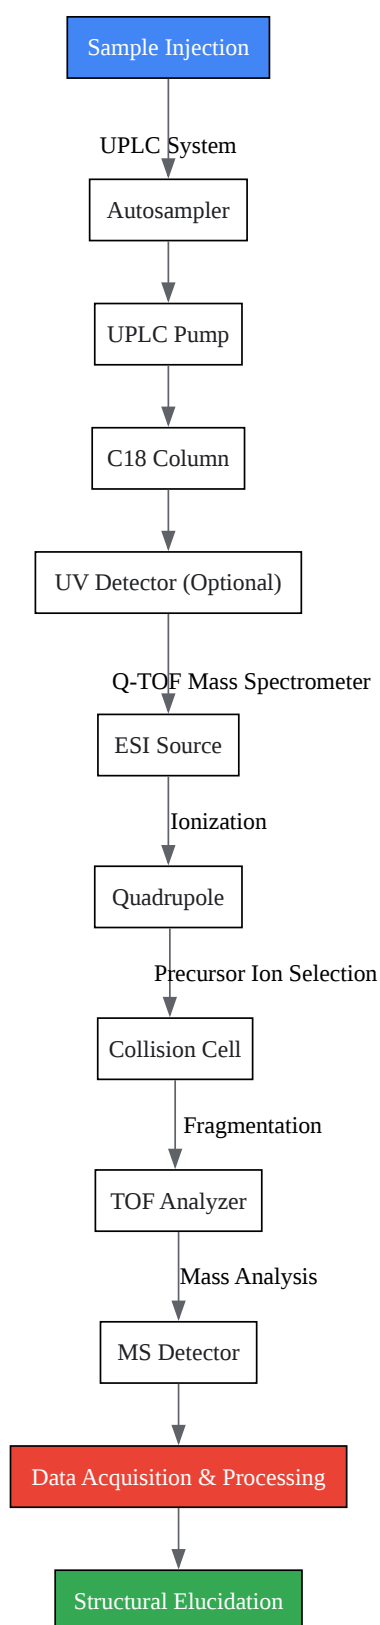 Sample Injection
UPLC System
Autosampler
UPLC Pump
C18 Column
UV Detector (Optional)
Q-TOF Mass Spectrometer
ESI Source
Ionization
Quadrupole
Precursor Ion Selection
Collision Cell
Fragmentation
TOF Analyzer
Mass Analysis
MS Detector
Data Acquisition & Processing
Structural Elucidation